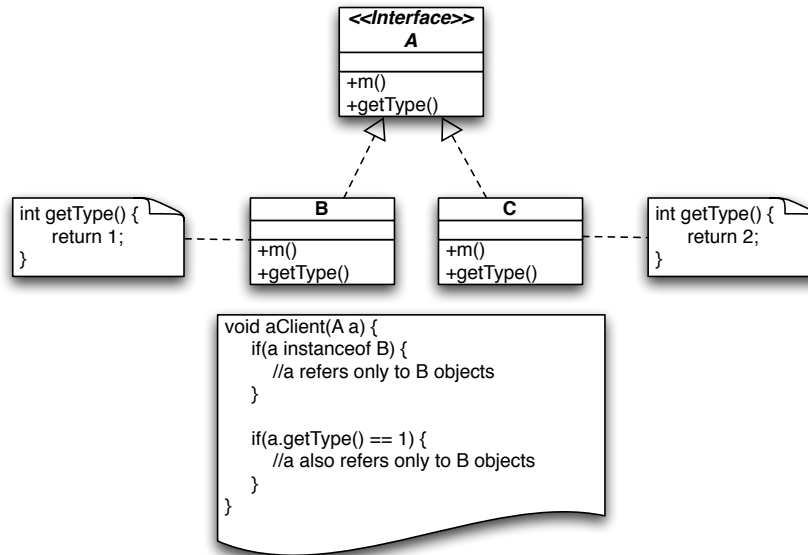 <<Interface>>
A
+m()
+getType()
int getType() {
return 1;
}
B
+m()
+getType()
C
+m()
+getType()
int getType() {
return 2;
}
void aClient(A a) {
if(a instanceof B) {
//a refers only to B objects
}
if(a.getType() == 1) {
//a also refers only to B objects
}
}